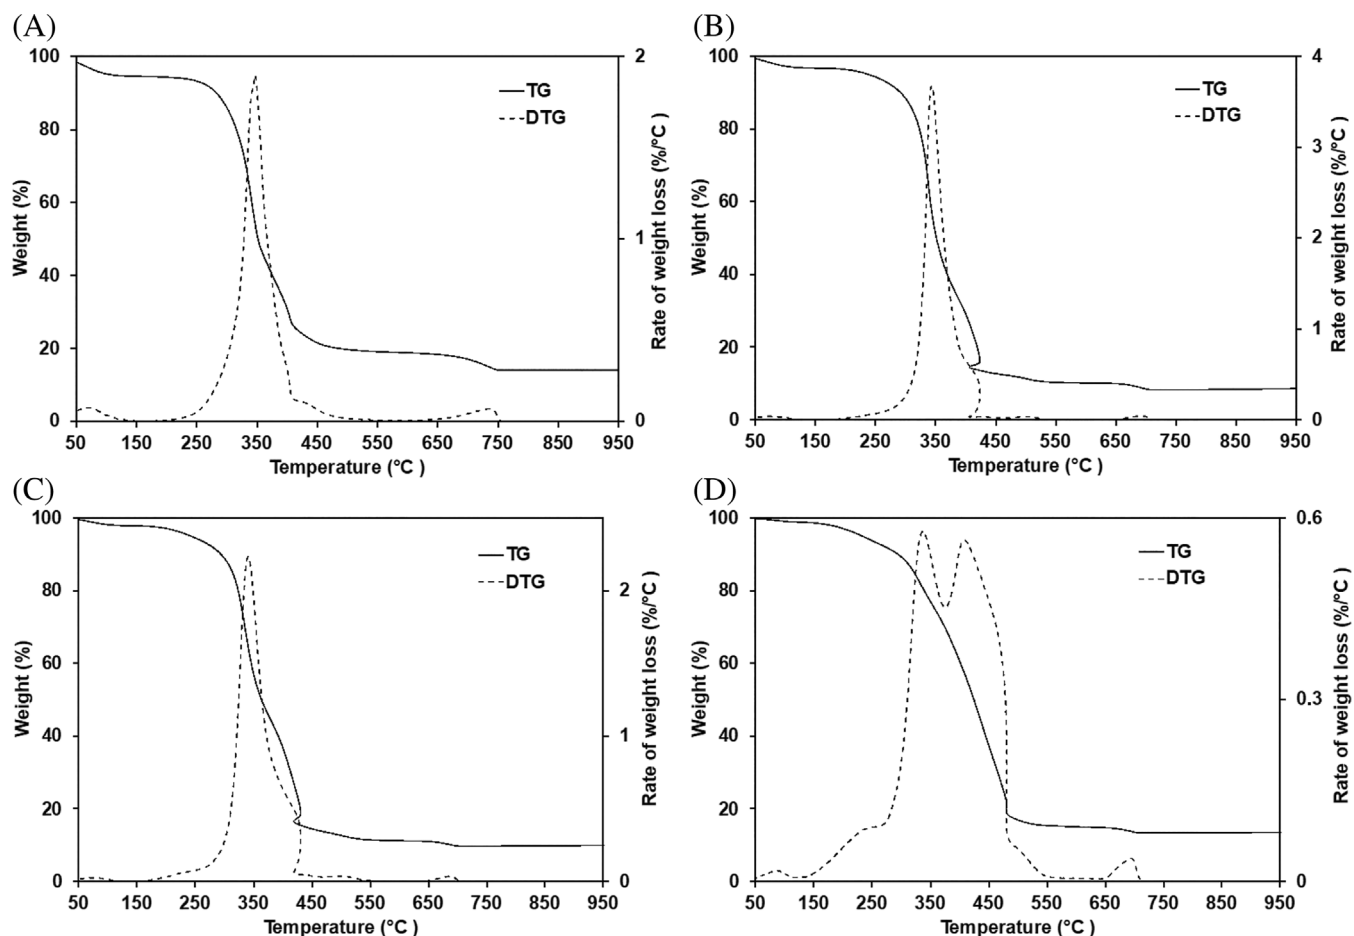 (A)
100
80
60
40
20
0
Weight (%)
50 150 250 350 450 550 650 750 850 950
Temperature (°C )
2
1
0
Rate of weight loss (%/°C )
TG
DTG
(B)
100
80
60
40
20
0
Weight (%)
50 150 250 350 450 550 650 750 850 950
Temperature (°C )
4
3
2
1
0
Rate of weight loss (%/°C )
TG
DTG
(C)
100
80
60
40
20
0
Weight (%)
50 150 250 350 450 550 650 750 850 950
Temperature (°C )
2
1
0
Rate of weight loss (%/°C )
TG
DTG
(D)
100
80
60
40
20
0
Weight (%)
50 150 250 350 450 550 650 750 850 950
Temperature (°C )
0.6
0.3
0
Rate of weight loss (%/°C )
TG
DTG